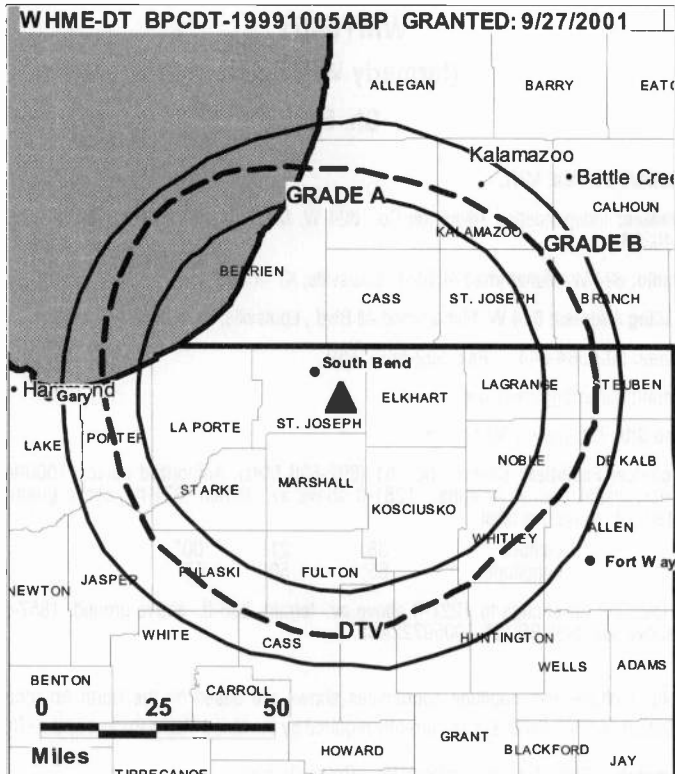 WHME-DT BPCDT-19991005ABP GRANTED: 9/27/2001
ALLEGAN BARRY EATO
Kalamazoo
Battle Cree
CALHOUN
GRADE A
KALAMAZOO
GRADE B
BERRIEN
CASS ST. JOSEPH BRANCH
South Bend
Hammond
Gary
LAGRANGE STEUBEN
ELKHART
LA PORTE ST. JOSEPH
LAKE PORTER
NOBLE DE KALB
STARKE MARSHALL
KOSCIUSKO
ALLEN
WHITLEY
Fort Way
NEWTON JASPER PULASKI FULTON
DTV
WHITE CASS HUNTINGTON
WELLS ADAMS
BENTON CARROLL
0 25 50
Miles
GRANT
HOWARD BLACKFORD
JAY
TIPPECANOE